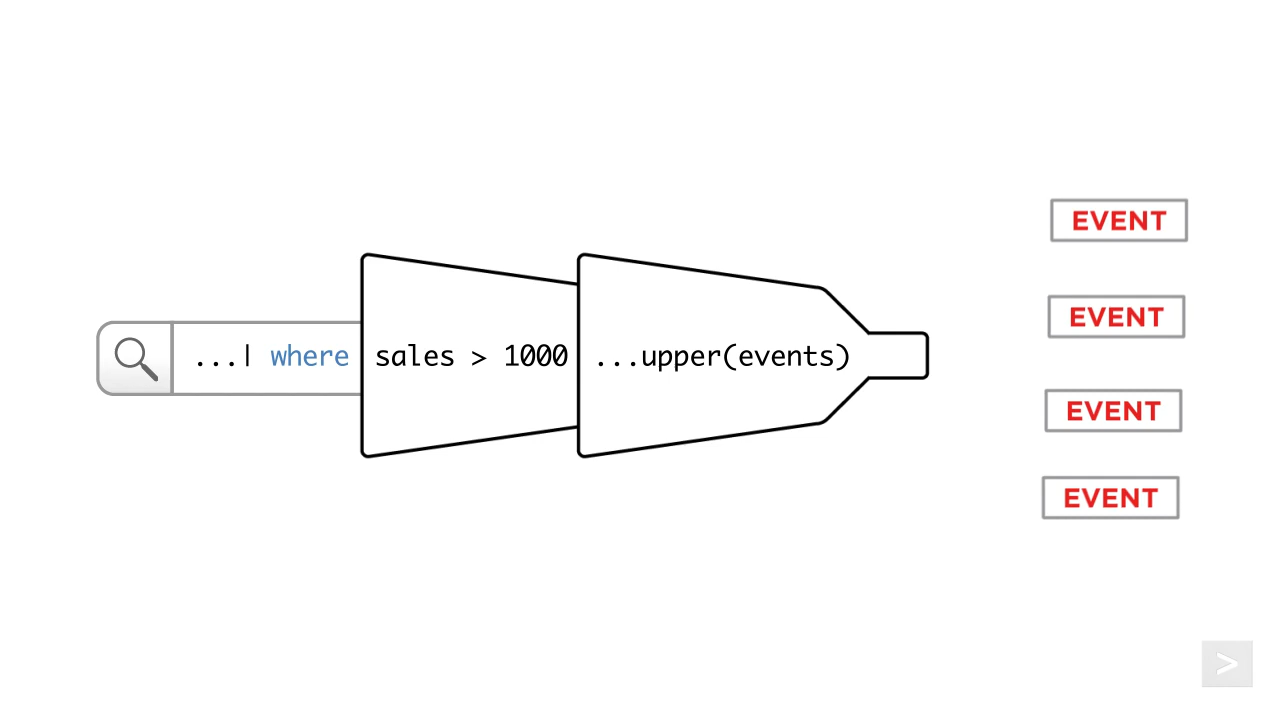 ...| where sales > 1000 ...upper(events)
EVENT
EVENT
EVENT
EVENT
>